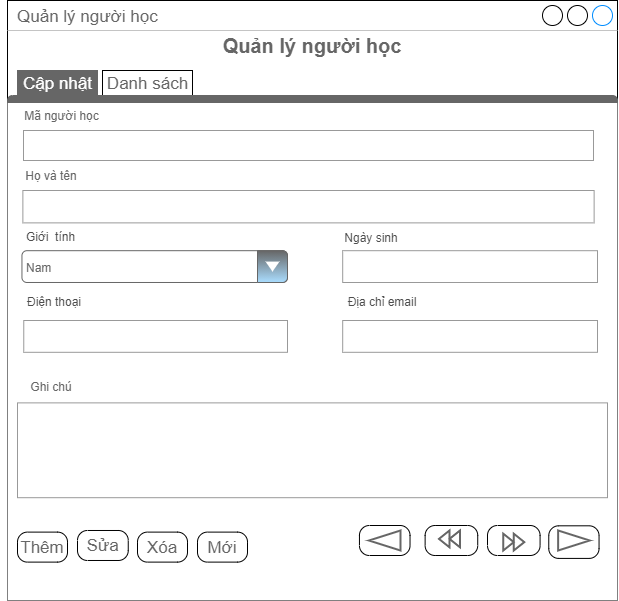 Quản lý người học
Quản lý người học
Cập nhật Danh sách
Mã người học
Họ và tên
Giới tính Ngày sinh
Nam
Điện thoại Địa chỉ email
Ghi chú
Thêm Sửa Xóa Mới